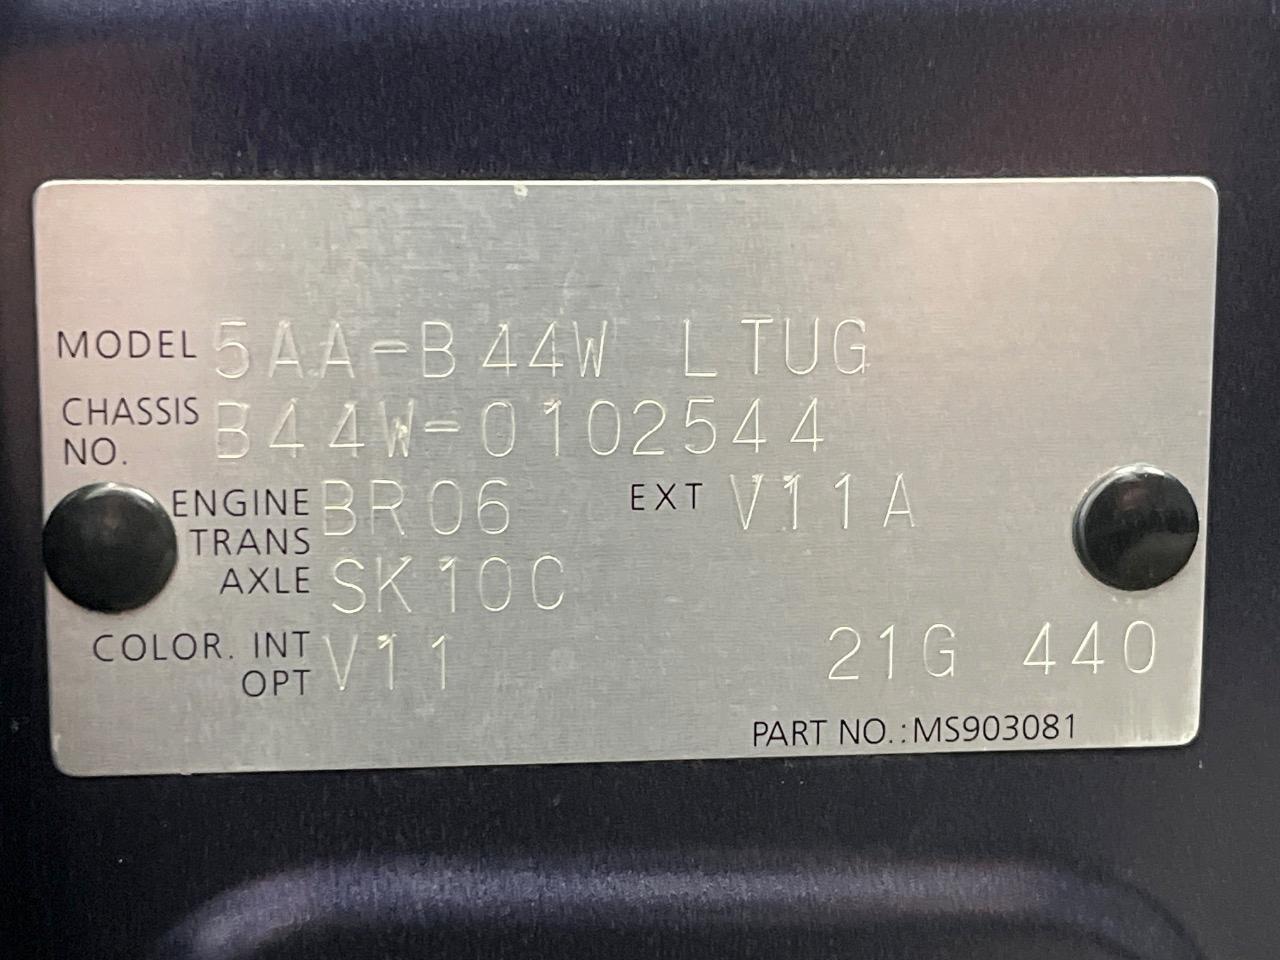 MODEL 5AA-B44W LTUG
CHASSIS NO. B44W-0102544
ENGINE BR06 EXT V11A
TRANS AXLE SK10C
COLOR. INT V11
OPT 21G 440
PART NO.:MS903081